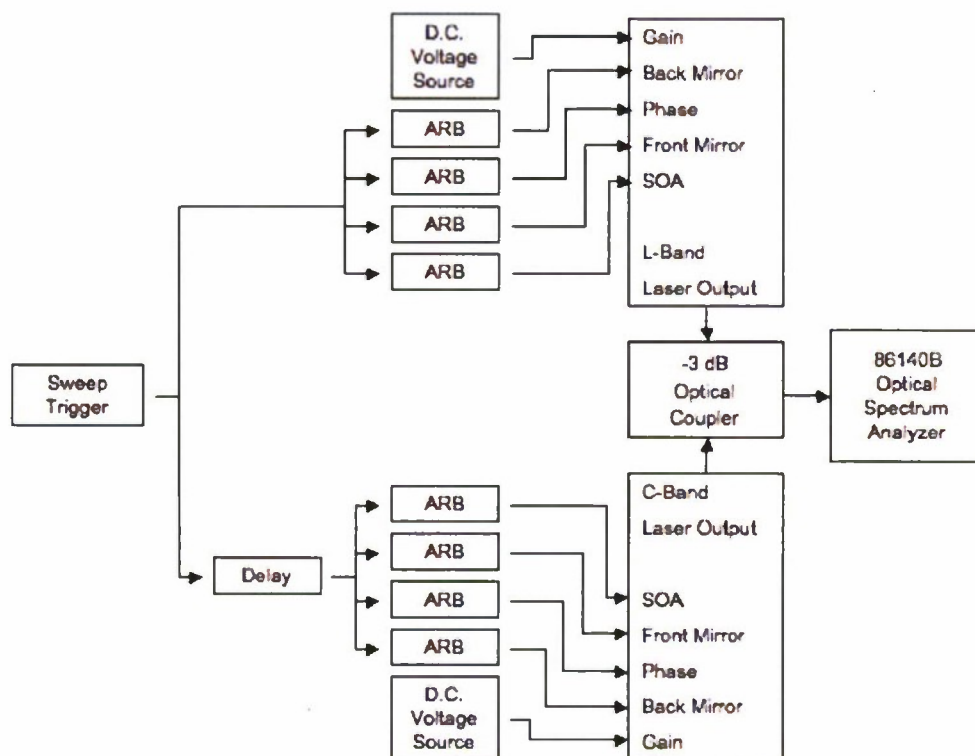 D.C.
Voltage
Source
ARB
ARB
ARB
ARB
Gain
Back Mirror
Phase
Front Mirror
SOA
L-Band
Laser Output
Sweep
Trigger
-3 dB
Optical
Coupler
86140B
Optical
Spectrum
Analyzer
Delay
ARB
ARB
ARB
ARB
D.C.
Voltage
Source
C-Band
Laser Output
SOA
Front Mirror
Phase
Back Mirror
Gain